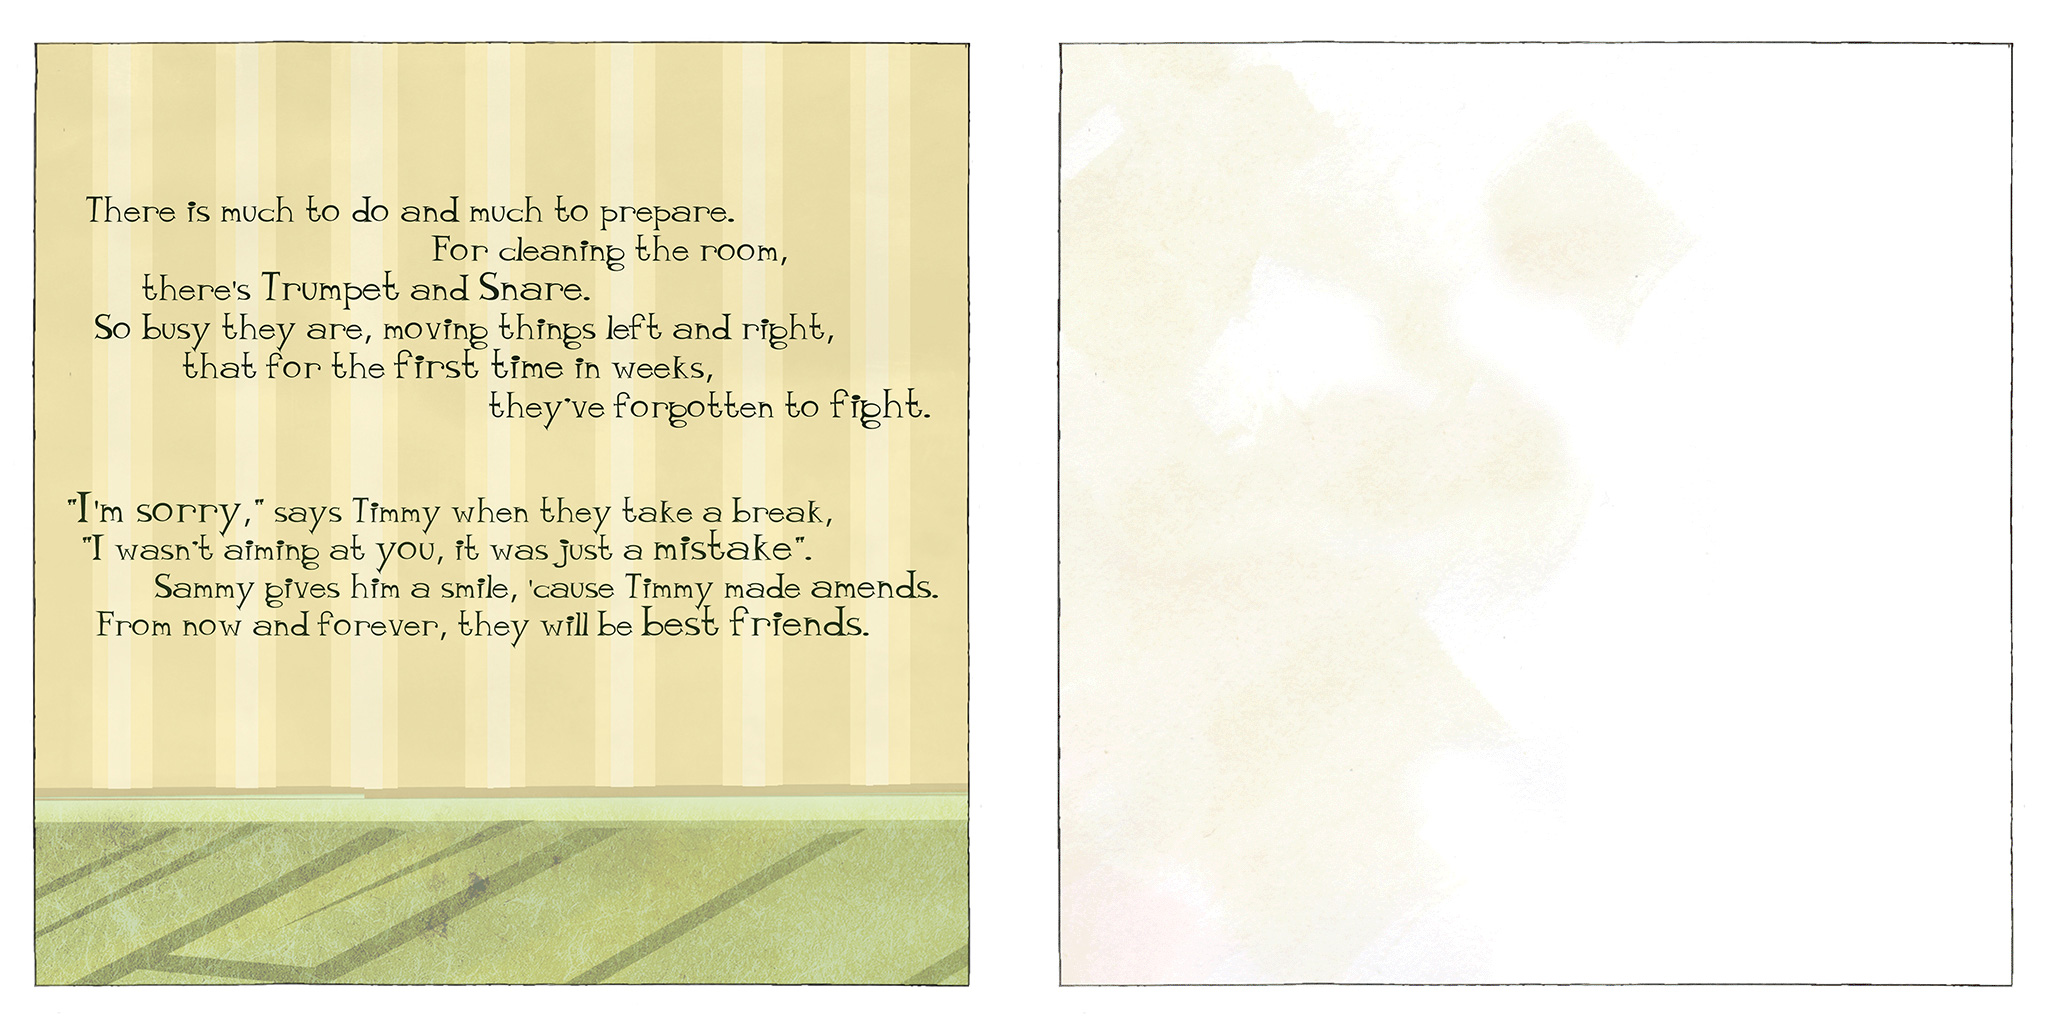 There is much to do and much to prepare.
For cleaning the room,
there's Trumpet and Snare.
So busy they are, moving things left and right,
that for the first time in weeks,
they've forgotten to fight.
"I'm sorry," says Timmy when they take a break,
"I wasn't aiming at you, it was just a mistake".
Sammy gives him a smile, 'cause Timmy made amends.
From now and forever, they will be best friends.